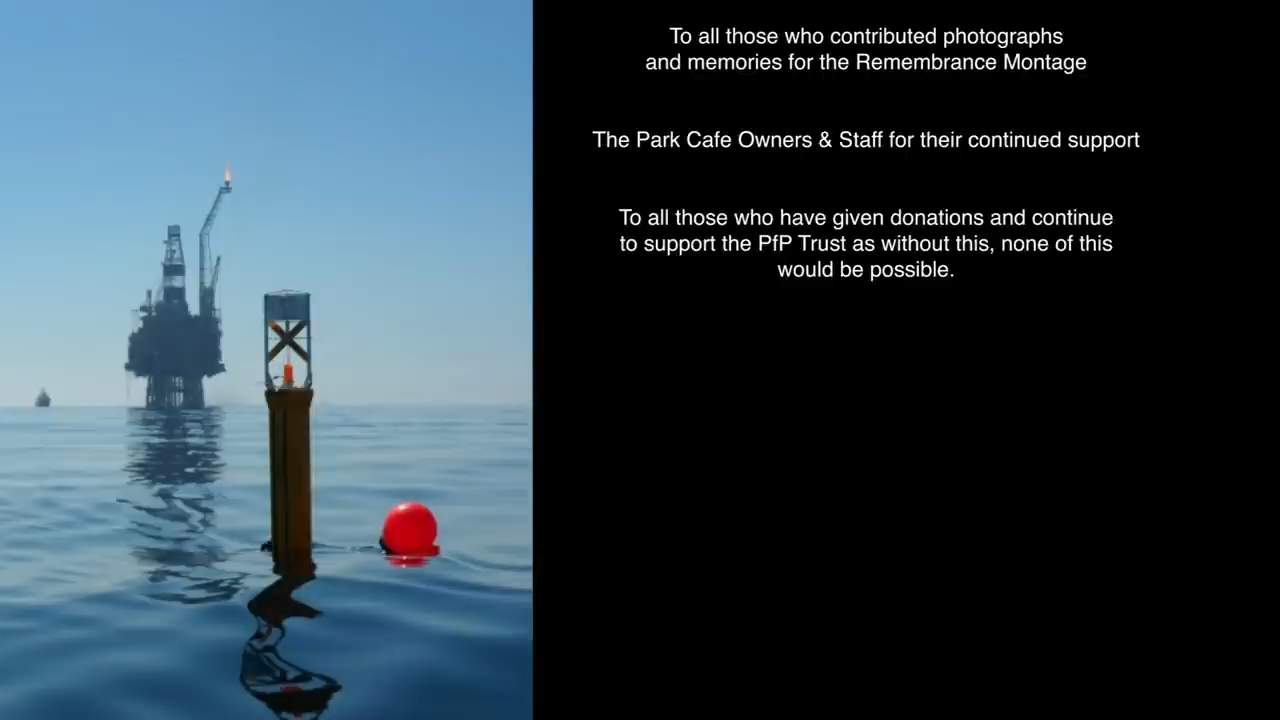 To all those who contributed photographs
and memories for the Remembrance Montage
The Park Cafe Owners & Staff for their continued support
To all those who have given donations and continue
to support the PfP Trust as without this, none of this
would be possible.